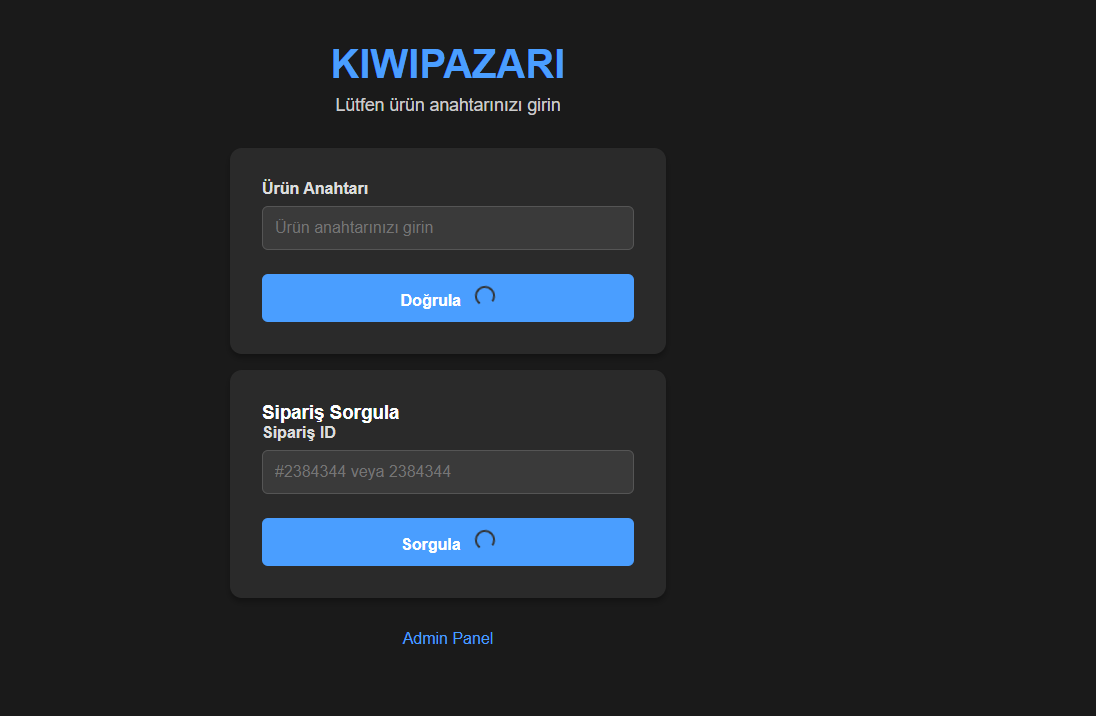 KIWIPAZARI
Lütfen ürün anahtarınızı girin
Ürün Anahtarı
Ürün anahtarınızı girin
Doğrula
Sipariş Sorgula
Sipariş ID
#2384344 veya 2384344
Sorgula
Admin Panel